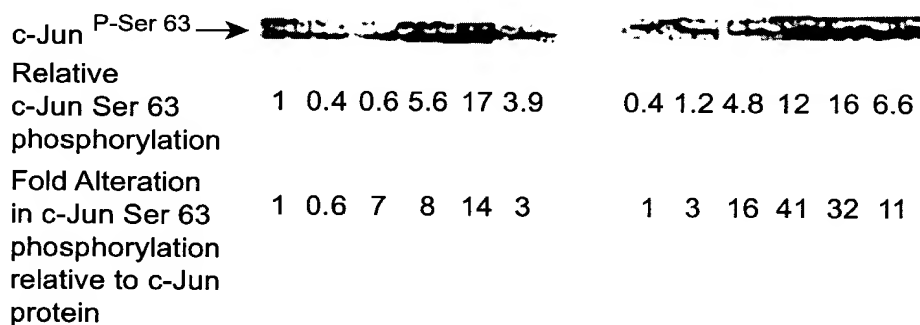 c-Jun P-Ser 63
Relative
c-Jun Ser 63
phosphorylation
1 0.4 0.6 5.6 17 3.9 0.4 1.2 4.8 12 16 6.6
Fold Alteration
in c-Jun Ser 63
phosphorylation
relative to c-Jun
protein
1 0.6 7 8 14 3 1 3 16 41 32 11